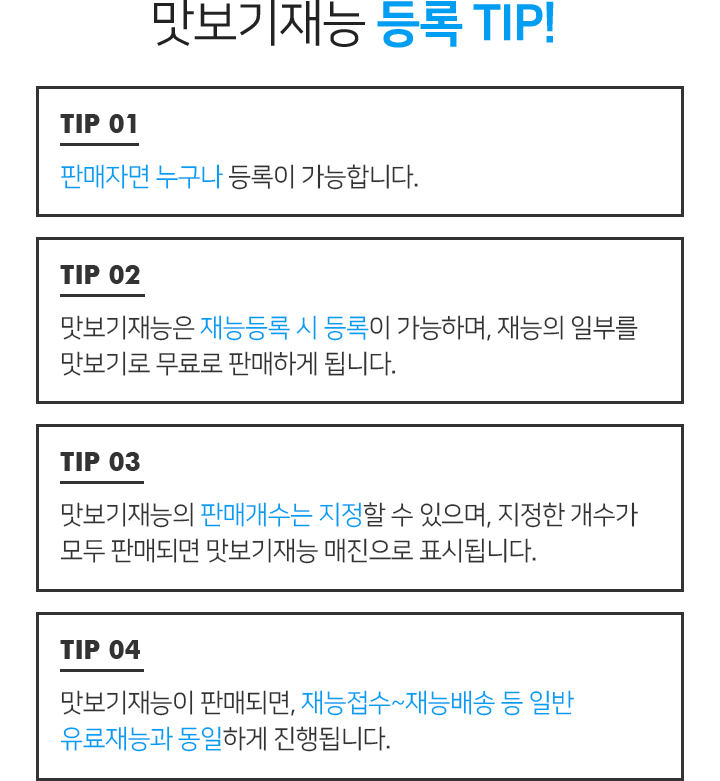 맛보기재능 등록 TIP!
TIP 01
판매자면 누구나 등록이 가능합니다.
TIP 02
맛보기재능은 재능등록 시 등록이 가능하며, 재능의 일부를
맛보기로 무료로 판매하게 됩니다.
TIP 03
맛보기재능의 판매개수는 지정할 수 있으며, 지정한 개수가
모두 판매되면 맛보기재능 매진으로 표시됩니다.
TIP 04
맛보기재능이 판매되면, 재능접수~재능배송 등 일반
유료재능과 동일하게 진행됩니다.